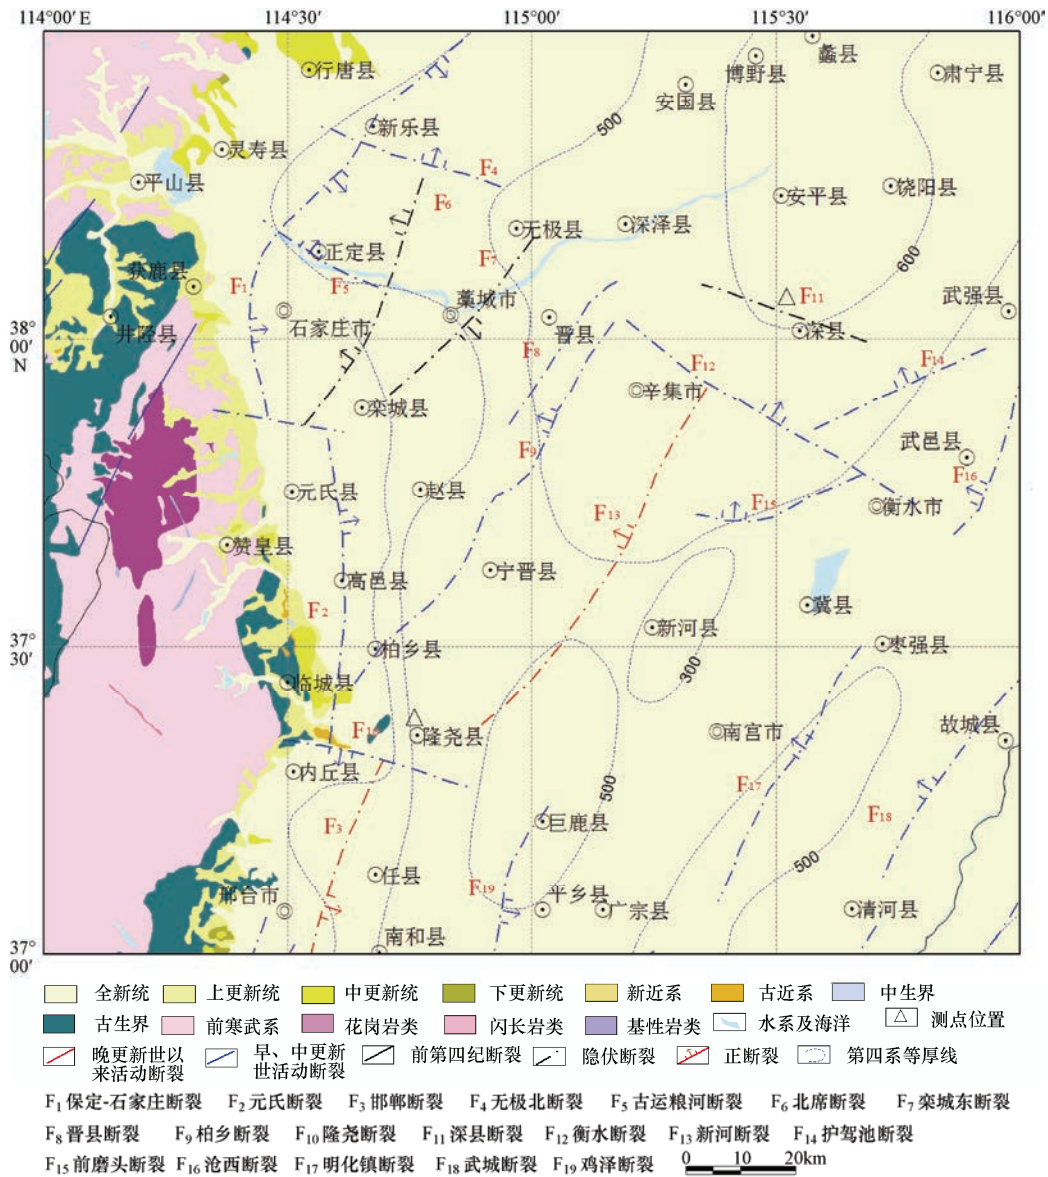 114°00′ E 114°30′ 115°00′ 115°30′ 116°00′
蠡县
行唐县 博野县 肃宁县
安国县
500
新乐县
灵寿县
F4
平山县 安平县 饶阳县
F6
无极县 深泽县
正定县 F7 600
获鹿县
F1 F5 藁城市 F11 武强县
井陉县 石家庄市 晋县 深县
38°
00′
N
F8 F12 F14
辛集市
栾城县
武邑县
F9 F16
元氏县 赵县 F15 衡水市
F13
赞皇县
高邑县 宁晋县
F2 冀县
新河县
37°
30′
柏乡县 枣强县
300
临城县
F10 隆尧县 南宫市 故城县
内丘县
500 F17
F3 巨鹿县 F18
500
任县
邢台市 F19 平乡县 广宗县 清河县
南和县
37°
00′
全新统 上更新统 中更新统 下更新统 新近系 古近系 中生界
古生界 前寒武系 花岗岩类 闪长岩类 基性岩类 水系及海洋 测点位置
晚更新世以来活动断裂 早、中更新世活动断裂 前第四纪断裂 隐伏断裂 正断裂 第四系等厚线
F1 保定-石家庄断裂 F2 元氏断裂 F3 邯郸断裂 F4 无极北断裂 F5 古运粮河断裂 F6 北席断裂 F7 栾城东断裂
F8 晋县断裂 F9 柏乡断裂 F10 隆尧断裂 F11 深县断裂 F12 衡水断裂 F13 新河断裂 F14 护驾池断裂
F15 前磨头断裂 F16 沧西断裂 F17 明化镇断裂 F18 武城断裂 F19 鸡泽断裂 0 10 20km